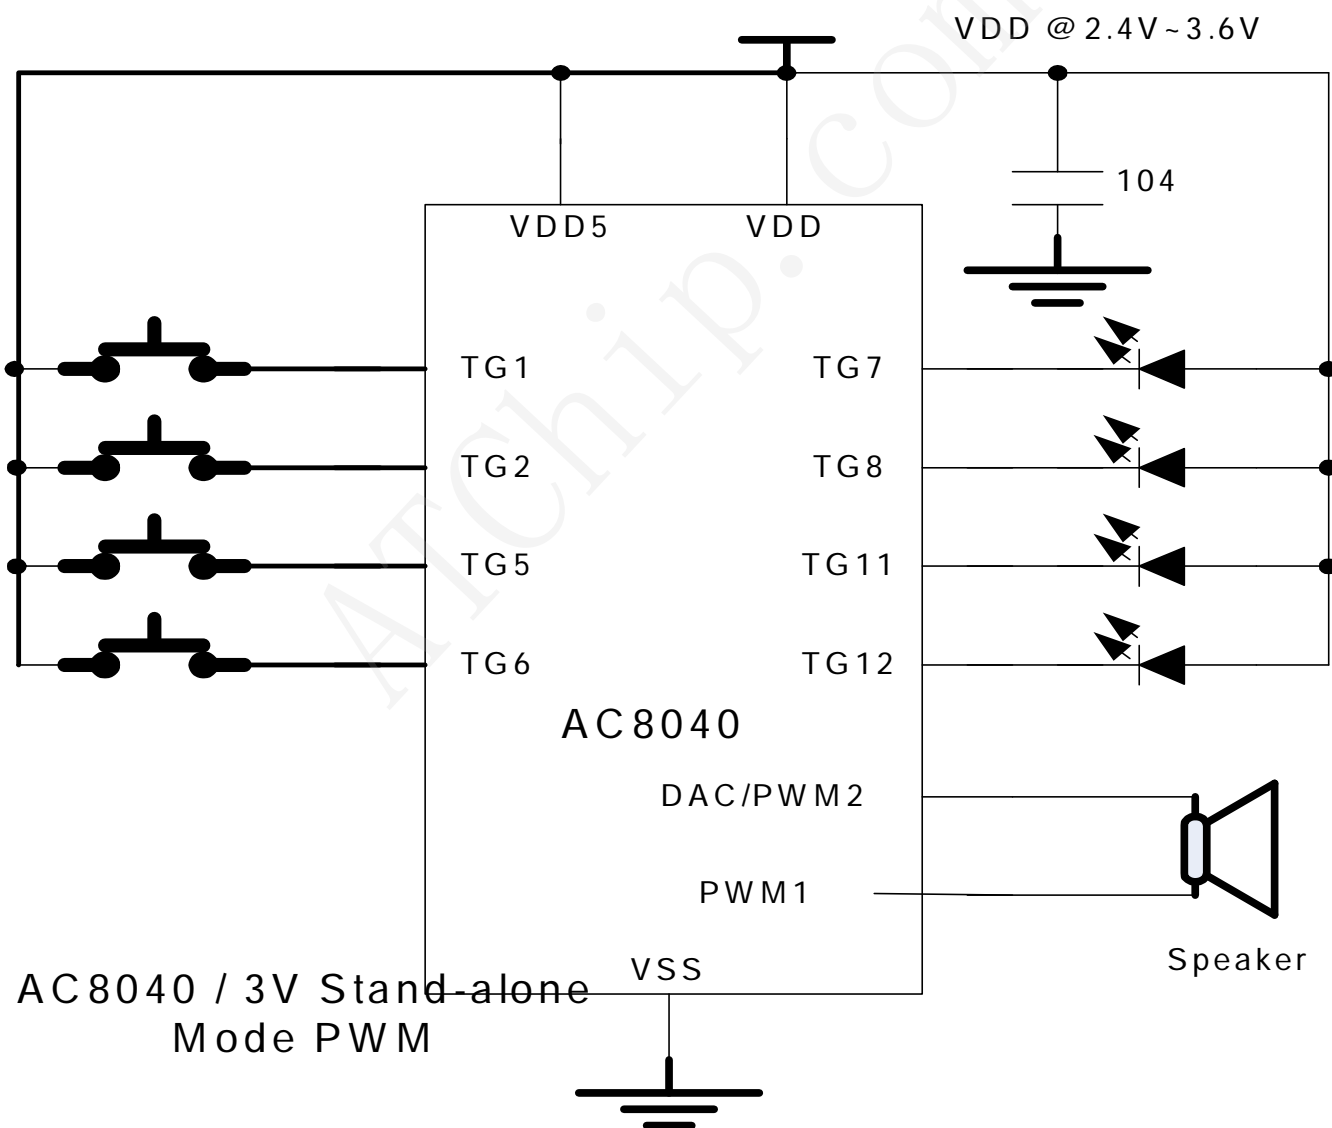 VDD @ 2.4V~3.6V
104
VDD5
VDD
TG1
TG7
TG2
TG8
TG5
TG11
TG6
TG12
AC8040
DAC/PWM2
PWM1
Speaker
VSS
AC8040 / 3V Stand-alone
Mode PWM
ATChip.com